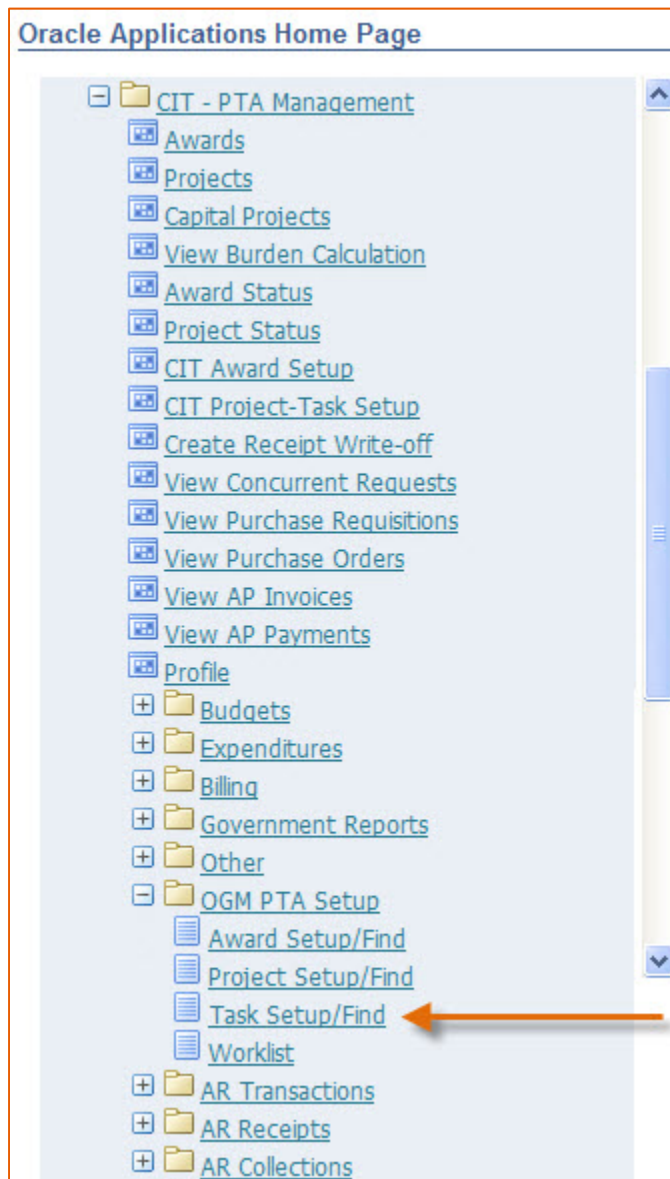 Oracle Applications Home Page
CIT - PTA Management
Awards
Projects
Capital Projects
View Burden Calculation
Award Status
Project Status
CIT Award Setup
CIT Project-Task Setup
Create Receipt Write-off
View Concurrent Requests
View Purchase Requisitions
View Purchase Orders
View AP Invoices
View AP Payments
Profile
Budgets
Expenditures
Billing
Government Reports
Other
OGM PTA Setup
Award Setup/Find
Project Setup/Find
Task Setup/Find
Worklist
AR Transactions
AR Receipts
AR Collections